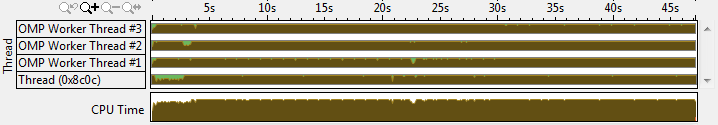 5s 10s 15s 20s 25s 30s 35s 40s 45s
OMP Worker Thread #3
OMP Worker Thread #2
OMP Worker Thread #1
Thread (0x8c0c)
Thread
CPU Time